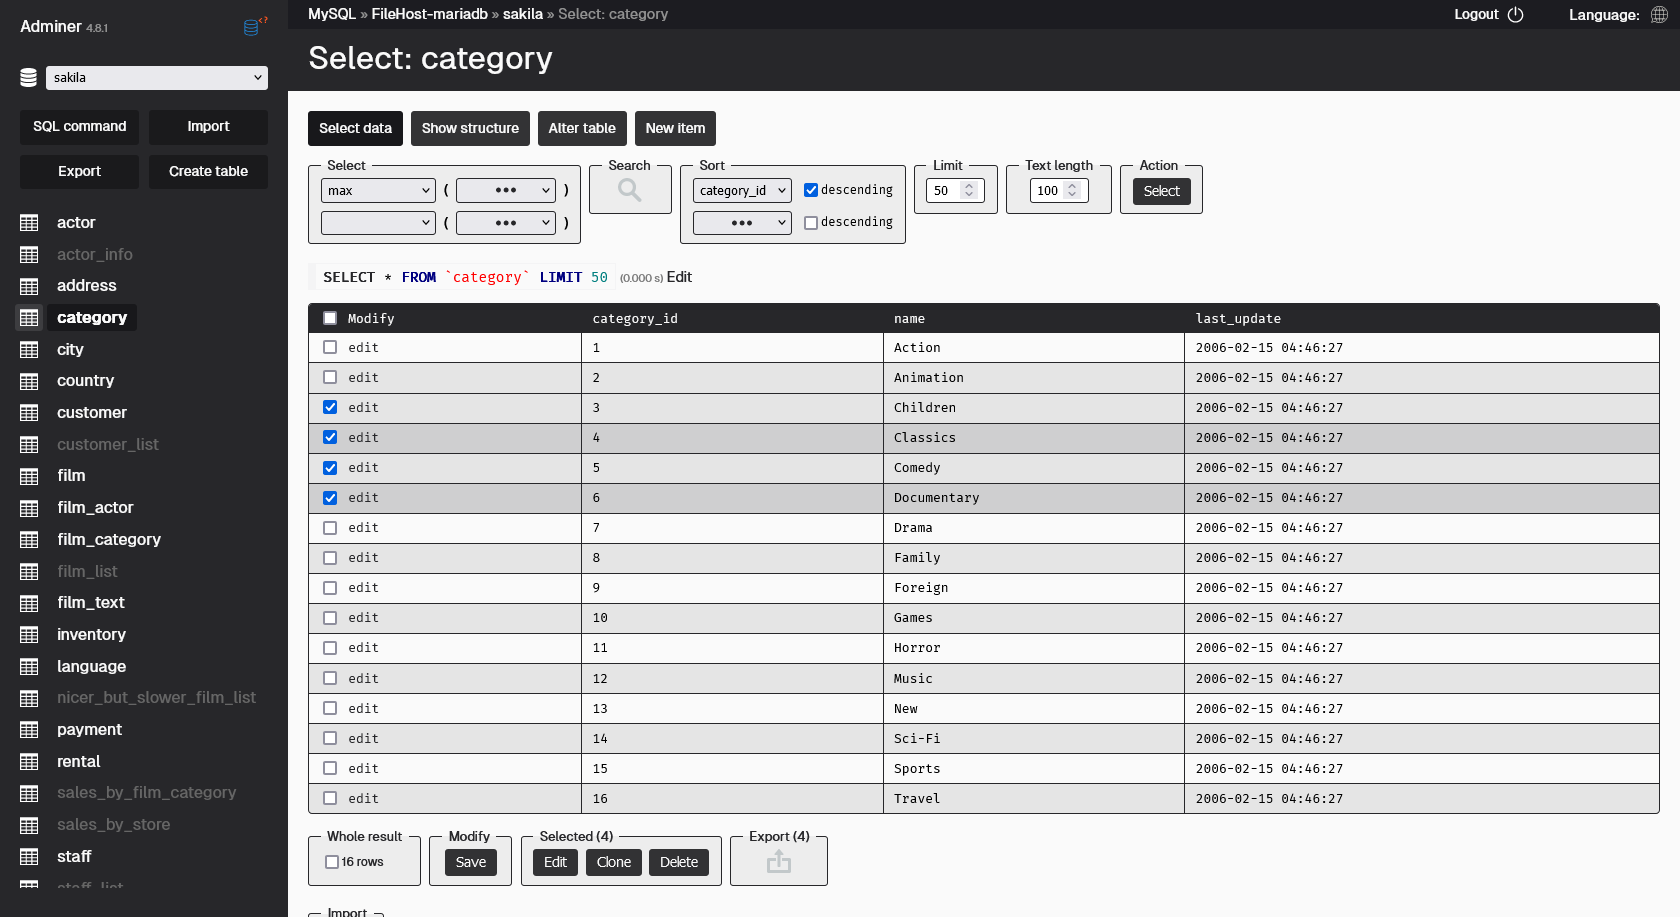 Adminer 4.8.1
MySQL » FileHost-mariadb » sakila » Select: category
Logout
Language:
Select: category
sakila
SQL command
Import
Export
Create table
actor
actor_info
address
category
city
country
customer
customer_list
film
film_actor
film_category
film_list
film_text
inventory
language
nicer_but_slower_film_list
payment
rental
sales_by_film_category
sales_by_store
staff
staff_list
Select data
Show structure
Alter table
New item
Select
max ( ••• )
( ••• )
Search
Sort
category_id descending
••• descending
Limit
50
Text length
100
Action
Select
SELECT * FROM `category` LIMIT 50 (0.000 s) Edit
Modify category_id name last_update
edit 1 Action 2006-02-15 04:46:27
edit 2 Animation 2006-02-15 04:46:27
edit 3 Children 2006-02-15 04:46:27
edit 4 Classics 2006-02-15 04:46:27
edit 5 Comedy 2006-02-15 04:46:27
edit 6 Documentary 2006-02-15 04:46:27
edit 7 Drama 2006-02-15 04:46:27
edit 8 Family 2006-02-15 04:46:27
edit 9 Foreign 2006-02-15 04:46:27
edit 10 Games 2006-02-15 04:46:27
edit 11 Horror 2006-02-15 04:46:27
edit 12 Music 2006-02-15 04:46:27
edit 13 New 2006-02-15 04:46:27
edit 14 Sci-Fi 2006-02-15 04:46:27
edit 15 Sports 2006-02-15 04:46:27
edit 16 Travel 2006-02-15 04:46:27
Whole result
16 rows
Modify
Save
Selected (4)
Edit Clone Delete
Export (4)
Import